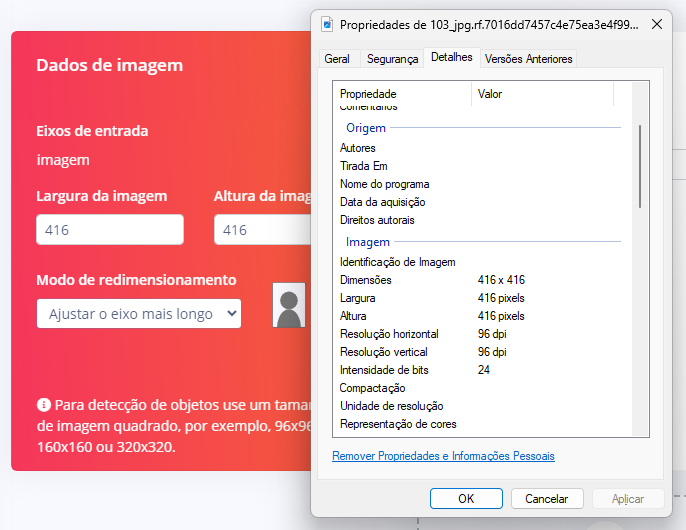 Dados de imagem
Eixos de entrada
imagem
Largura da imagem
Altura da imag
416
416
Modo de redimensionamento
Ajustar o eixo mais longo
Para detecção de objetos use um taman
de imagem quadrado, por exemplo, 96x96
160x160 ou 320x320.
Propriedades de 103_jpg.rf.7016dd7457c4e75ea3e4f99...
Geral
Segurança
Detalhes
Versões Anteriores
Propriedade
Valor
Comentários
Origem
Autores
Tirada Em
Nome do programa
Data da aquisição
Direitos autorais
Imagem
Identificação de Imagem
Dimensões 416 x 416
Largura 416 pixels
Altura 416 pixels
Resolução horizontal 96 dpi
Resolução vertical 96 dpi
Intensidade de bits 24
Compactação
Unidade de resolução
Representação de cores
Remover Propriedades e Informações Pessoais
OK
Cancelar
Aplicar